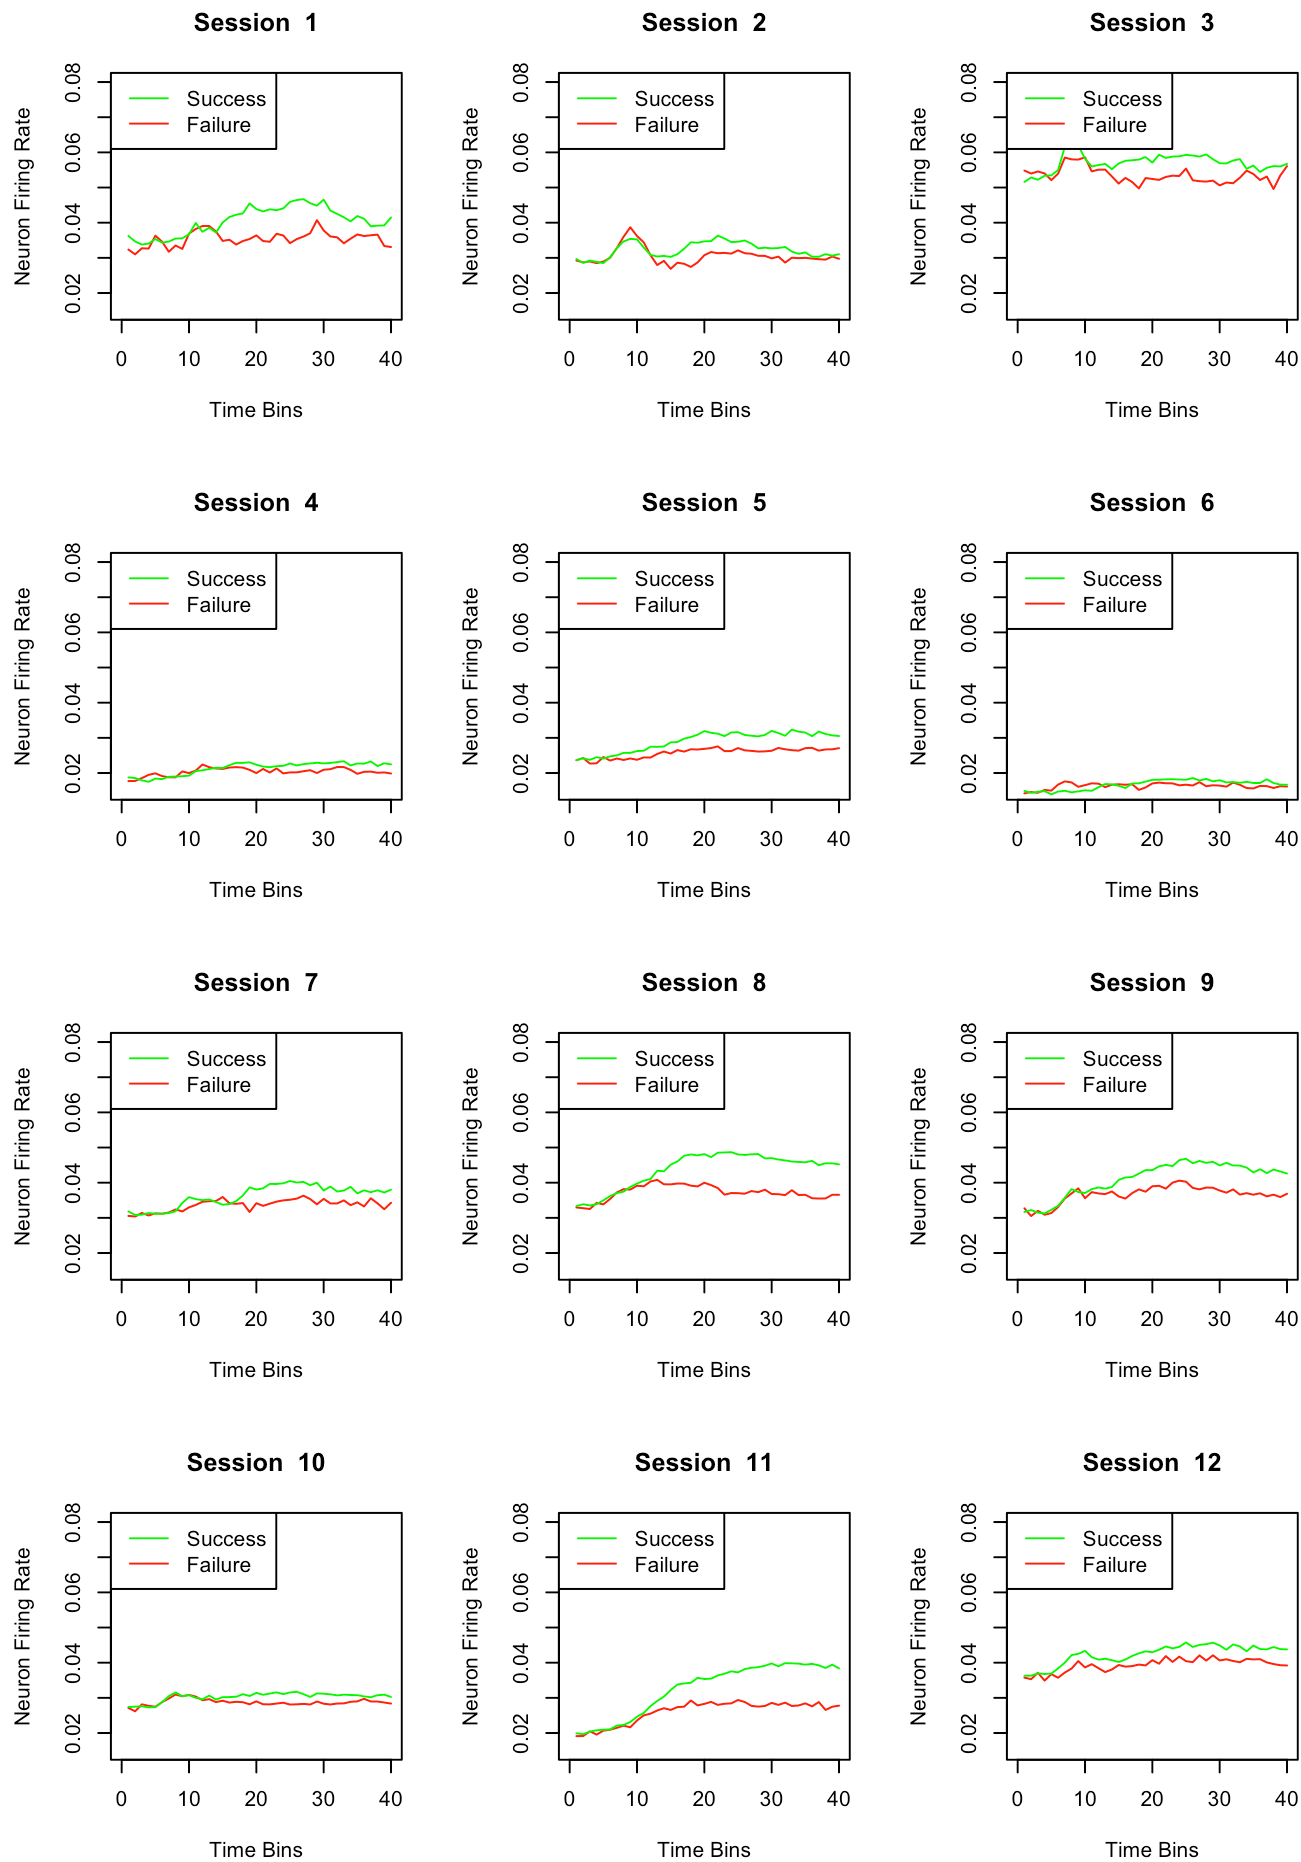 Session  1
Success
Failure
Neuron Firing Rate
0.02 0.04 0.06 0.08
0 10 20 30 40
Time Bins
Session  2
Success
Failure
Neuron Firing Rate
0.02 0.04 0.06 0.08
0 10 20 30 40
Time Bins
Session  3
Success
Failure
Neuron Firing Rate
0.02 0.04 0.06 0.08
0 10 20 30 40
Time Bins
Session  4
Success
Failure
Neuron Firing Rate
0.02 0.04 0.06 0.08
0 10 20 30 40
Time Bins
Session  5
Success
Failure
Neuron Firing Rate
0.02 0.04 0.06 0.08
0 10 20 30 40
Time Bins
Session  6
Success
Failure
Neuron Firing Rate
0.02 0.04 0.06 0.08
0 10 20 30 40
Time Bins
Session  7
Success
Failure
Neuron Firing Rate
0.02 0.04 0.06 0.08
0 10 20 30 40
Time Bins
Session  8
Success
Failure
Neuron Firing Rate
0.02 0.04 0.06 0.08
0 10 20 30 40
Time Bins
Session  9
Success
Failure
Neuron Firing Rate
0.02 0.04 0.06 0.08
0 10 20 30 40
Time Bins
Session  10
Success
Failure
Neuron Firing Rate
0.02 0.04 0.06 0.08
0 10 20 30 40
Time Bins
Session  11
Success
Failure
Neuron Firing Rate
0.02 0.04 0.06 0.08
0 10 20 30 40
Time Bins
Session  12
Success
Failure
Neuron Firing Rate
0.02 0.04 0.06 0.08
0 10 20 30 40
Time Bins